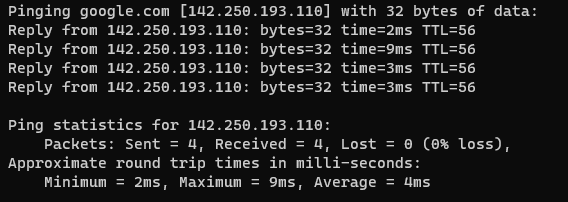 Pinging google.com [142.250.193.110] with 32 bytes of data:
Reply from 142.250.193.110: bytes=32 time=2ms TTL=56
Reply from 142.250.193.110: bytes=32 time=9ms TTL=56
Reply from 142.250.193.110: bytes=32 time=3ms TTL=56
Reply from 142.250.193.110: bytes=32 time=3ms TTL=56

Ping statistics for 142.250.193.110:
    Packets: Sent = 4, Received = 4, Lost = 0 (0% loss),
Approximate round trip times in milli-seconds:
    Minimum = 2ms, Maximum = 9ms, Average = 4ms